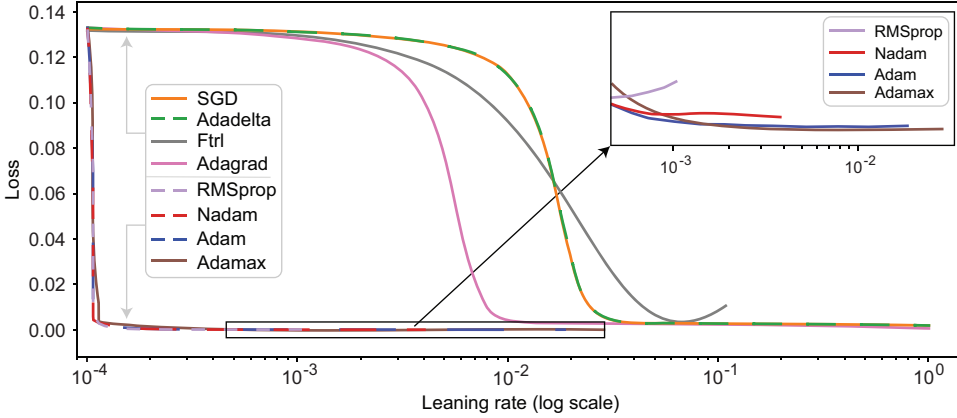 0.14
0.12
0.10
0.08
0.06
0.04
0.02
0.00
Loss
10⁻⁴
10⁻³
10⁻²
10⁻¹
10⁰
Leaning rate (log scale)
SGD
Adadelta
Ftrl
Adagrad
RMSprop
Nadam
Adam
Adamax
RMSprop
Nadam
Adam
Adamax
10⁻³
10⁻²